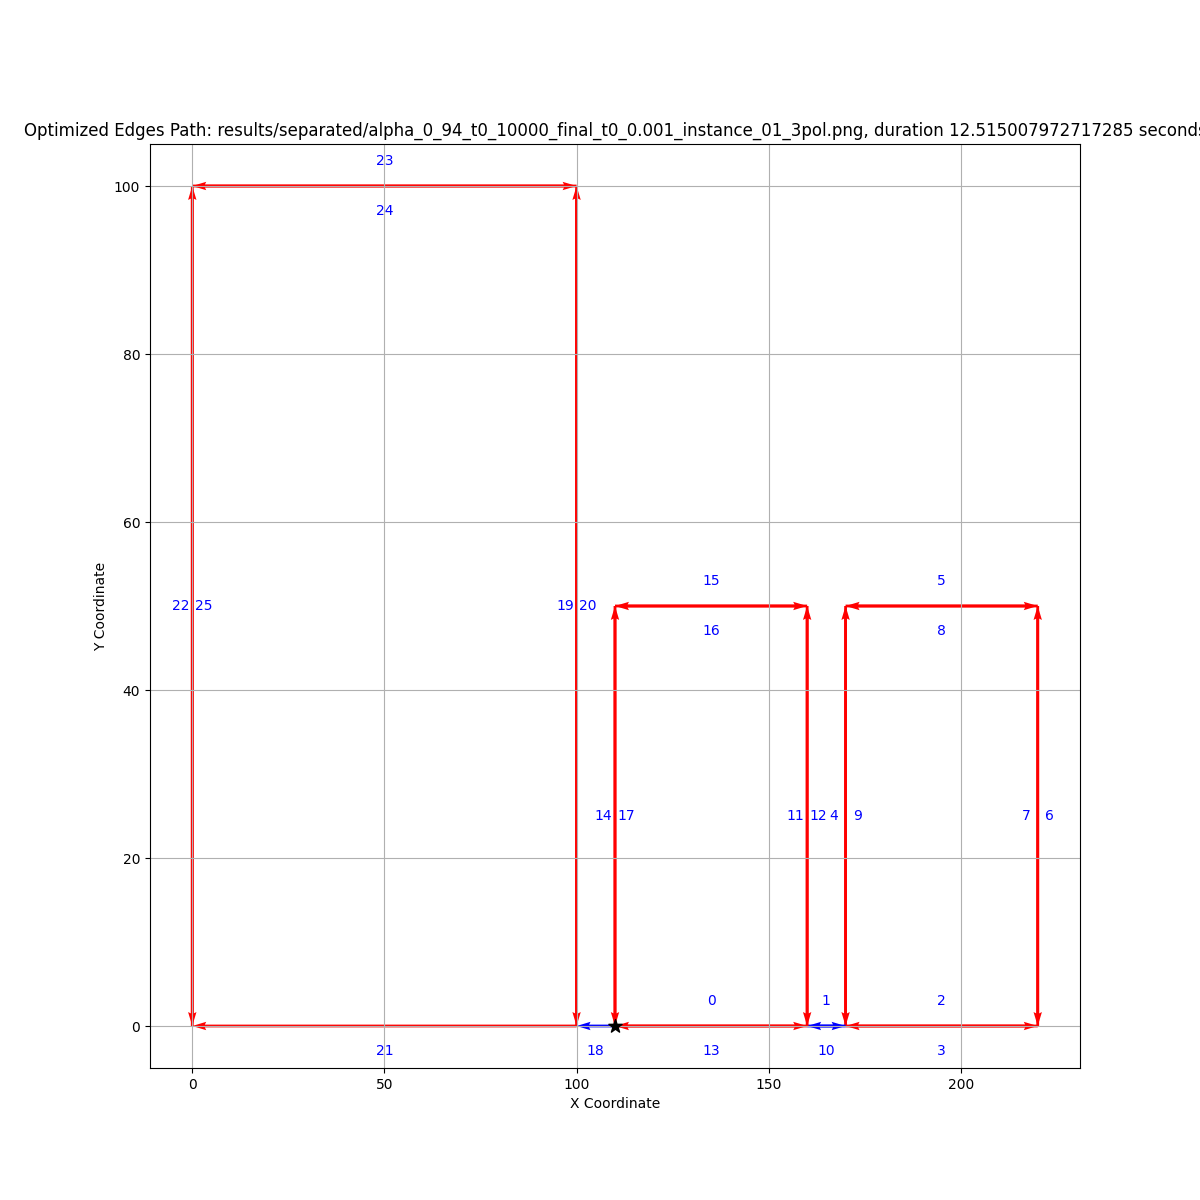 Optimized Edges Path: results/separated/alpha_0_94_t0_10000_final_t0_0.001_instance_01_3pol.png, duration 12.515007972717285 seconds
23
100
24
80
60
Y Coordinate
22 25 19 20
15 5
16 8
40
14 17 11 12 4 9 7 6
20
0 1 2
0
21 18 13 10 3
0 50 100 150 200
X Coordinate